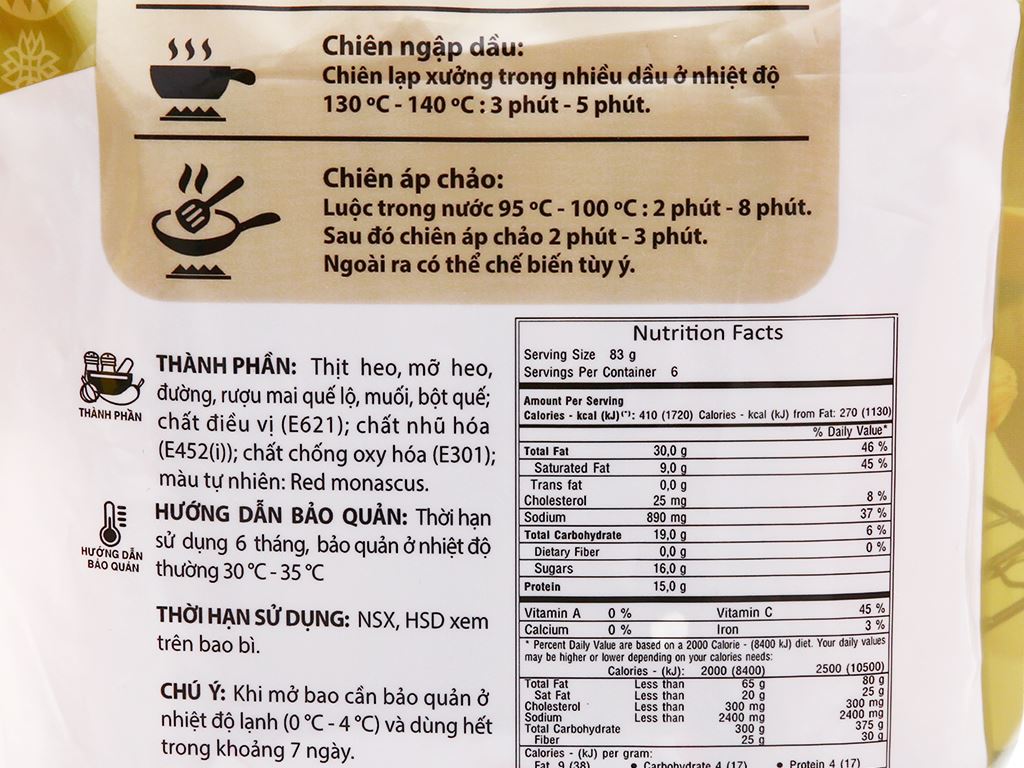 Chiên ngập dầu:
Chiên lạp xưởng trong nhiều dầu ở nhiệt độ
130 ºC - 140 ºC : 3 phút - 5 phút.
Chiên áp chảo:
Luộc trong nước 95 ºC - 100 ºC : 2 phút - 8 phút.
Sau đó chiên áp chảo 2 phút - 3 phút.
Ngoài ra có thể chế biến tùy ý.
THÀNH PHẦN
THÀNH PHẦN: Thịt heo, mỡ heo,
đường, rượu mai quế lộ, muối, bột quế;
chất điều vị (E621); chất nhũ hóa
(E452(i)); chất chống oxy hóa (E301);
màu tự nhiên: Red monascus.
HƯỚNG DẪN
BẢO QUẢN
HƯỚNG DẪN BẢO QUẢN: Thời hạn
sử dụng 6 tháng, bảo quản ở nhiệt độ
thường 30 °C - 35 °C
THỜI HẠN SỬ DỤNG: NSX, HSD xem
trên bao bì.
CHÚ Ý: Khi mở bao cần bảo quản ở
nhiệt độ lạnh (0 °C - 4 °C) và dùng hết
trong khoảng 7 ngày.
Nutrition Facts
Serving Size 83 g
Servings Per Container 6
Amount Per Serving
Calories - kcal (kJ)(*): 410 (1720) Calories - kcal (kJ) from Fat: 270 (1130)
% Daily Value*
Total Fat 30,0 g 46 %
Saturated Fat 9,0 g 45 %
Trans fat 0,0 g
Cholesterol 25 mg 8 %
Sodium 890 mg 37 %
Total Carbohydrate 19,0 g 6 %
Dietary Fiber 0,0 g 0 %
Sugars 16,0 g
Protein 15,0 g
Vitamin A 0 % Vitamin C 45 %
Calcium 0 % Iron 3 %
* Percent Daily Value are based on a 2000 Calorie - (8400 kJ) diet. Your daily values
may be higher or lower depending on your calories needs:
Calories - (kJ): 2000 (8400) 2500 (10500)
Total Fat Less than 65 g 80 g
Sat Fat Less than 20 g 25 g
Cholesterol Less than 300 mg 300 mg
Sodium Less than 2400 mg 2400 mg
Total Carbohydrate 300 g 375 g
Fiber 25 g 30 g
Calories - (kJ) per gram:
Fat 9 (38) • Carbohydrate 4 (17) • Protein 4 (17)